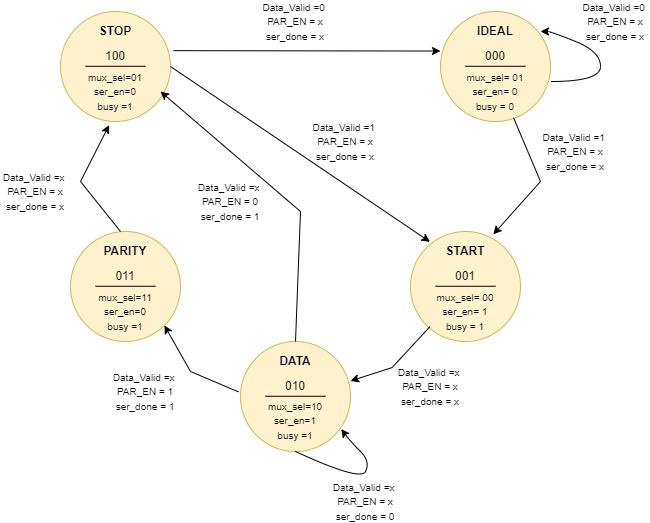 Data_Valid =0
PAR_EN = x
ser_done = x
STOP
100
mux_sel=01
ser_en=0
busy =1
IDEAL
000
mux_sel= 01
ser_en= 0
busy = 0
Data_Valid =0
PAR_EN = x
ser_done = x
Data_Valid =1
PAR_EN = x
ser_done = x
Data_Valid =1
PAR_EN = x
ser_done = x
Data_Valid =x
PAR_EN = x
ser_done = x
Data_Valid =x
PAR_EN = 0
ser_done = 1
PARITY
011
mux_sel=11
ser_en=0
busy =1
START
001
mux_sel= 00
ser_en= 1
busy = 1
DATA
010
mux_sel=10
ser_en=1
busy =1
Data_Valid =x
PAR_EN = 1
ser_done = 1
Data_Valid =x
PAR_EN = x
ser_done = x
Data_Valid =x
PAR_EN = x
ser_done = 0